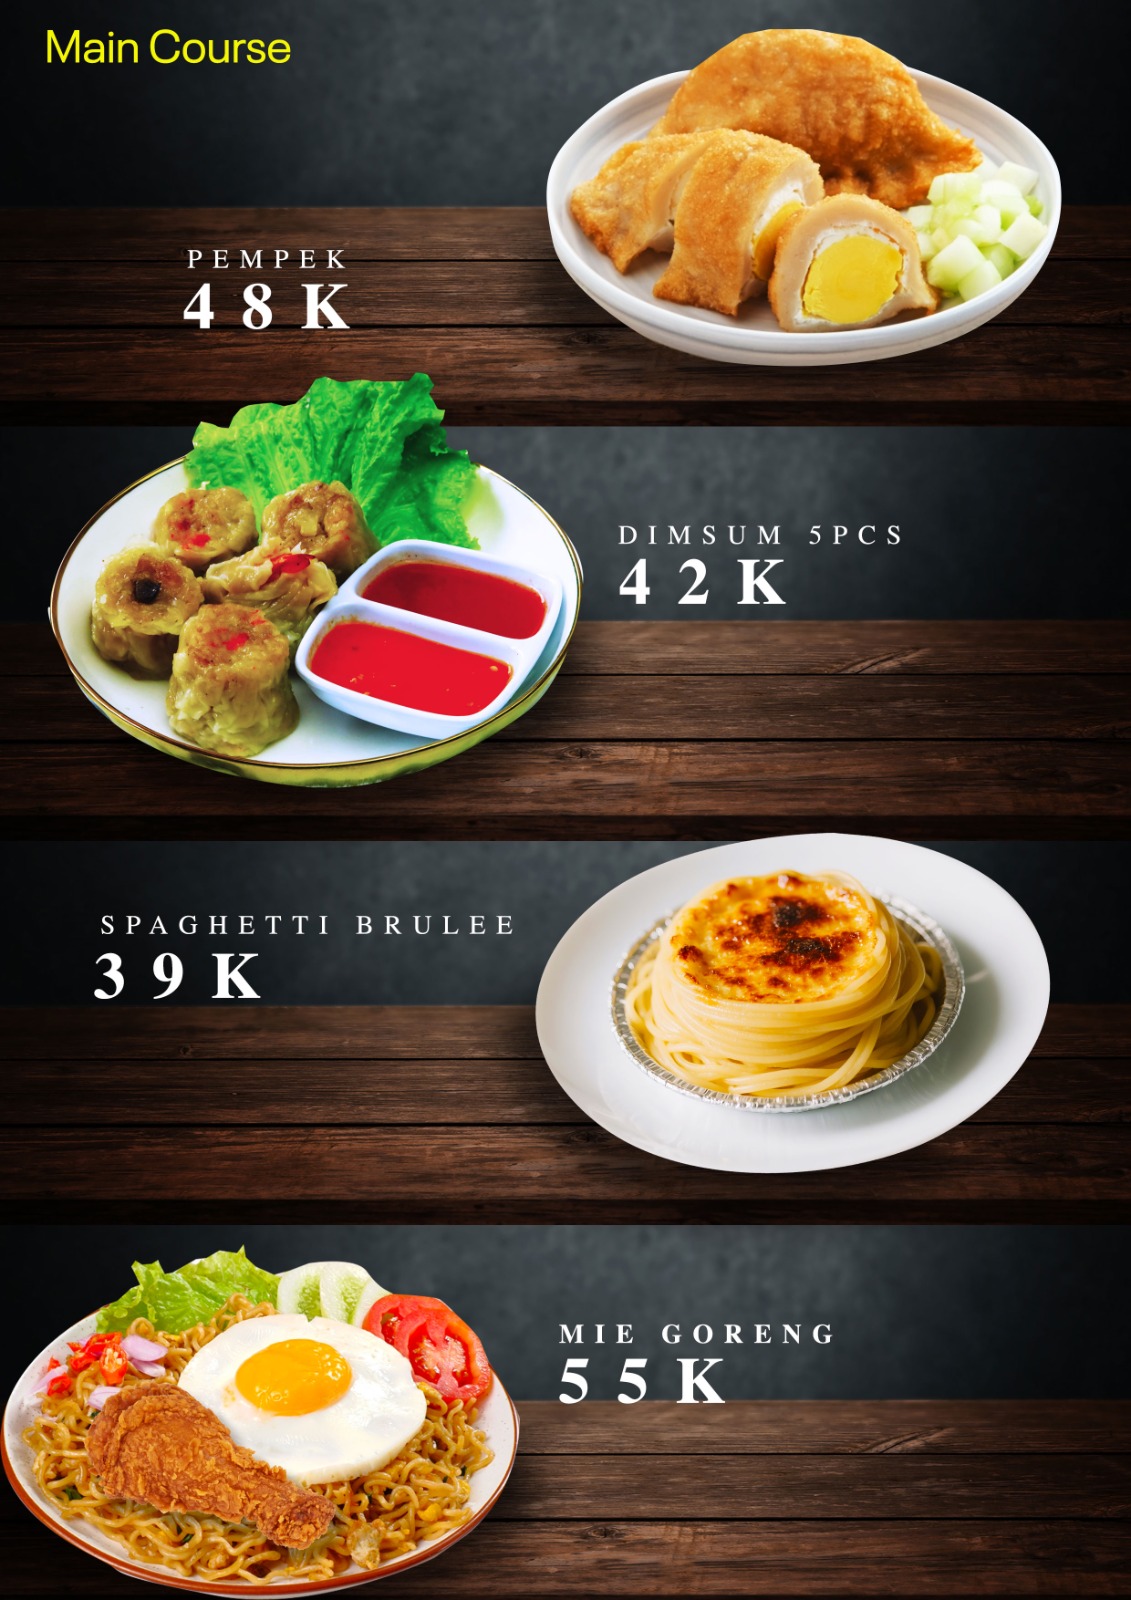 Main Course
PEMPEK
48K
DIMSUM 5PCS
42K
SPAGHETTI BRULEE
39K
MIE GORENG
55K